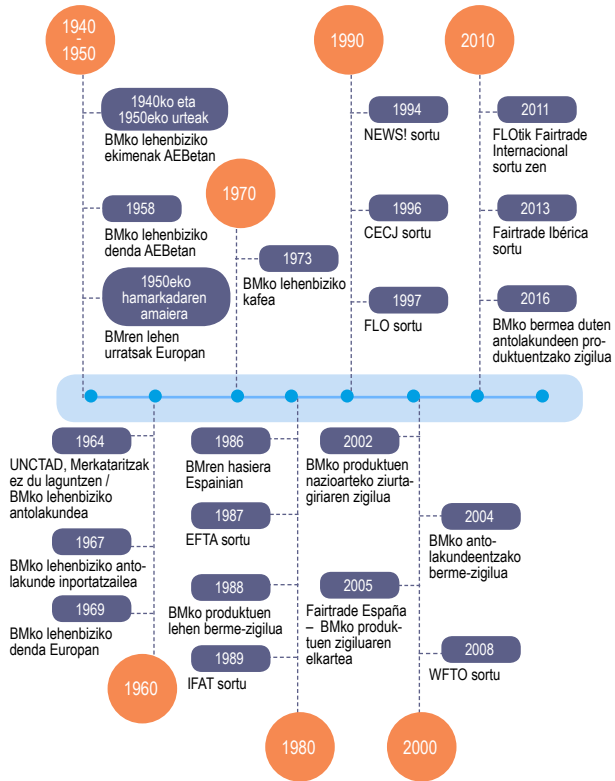 1940
-
1950
1940ko eta
1950eko urteak
BMko lehenbiziko
ekimenak AEBetan
1958
BMko lehenbiziko
denda AEBetan
1950eko
hamarkadaren
amaiera
BMren lehen
urratsak Europan
1970
1973
BMko lehenbiziko
kafea
1990
1994
NEWS! sortu
1996
CECJ sortu
1997
FLO sortu
2010
2011
FLOtik Fairtrade
Internacional
sortu zen
2013
Fairtrade Ibérica
sortu
2016
BMko bermea duten
antolakundeen pro-
duktuentzako zigilua
1964
UNCTAD, Merkataritzak
ez du laguntzen /
BMko lehenbiziko
antolakundea
1967
BMko lehenbiziko anto-
lakunde inportatzailea
1969
BMko lehenbiziko
denda Europan
1960
1986
BMren hasiera
Espainian
1987
EFTA sortu
1988
BMko produktuen
lehen berme-zigilua
1989
IFAT sortu
1980
2002
BMko produktuen
nazioarteko ziurta-
giriaren zigilua
2004
BMko anto-
lakundeentzako
berme-zigilua
2005
Fairtrade España
– BMko produk-
tuen zigiluaren
elkartea
2008
WFTO sortu
2000